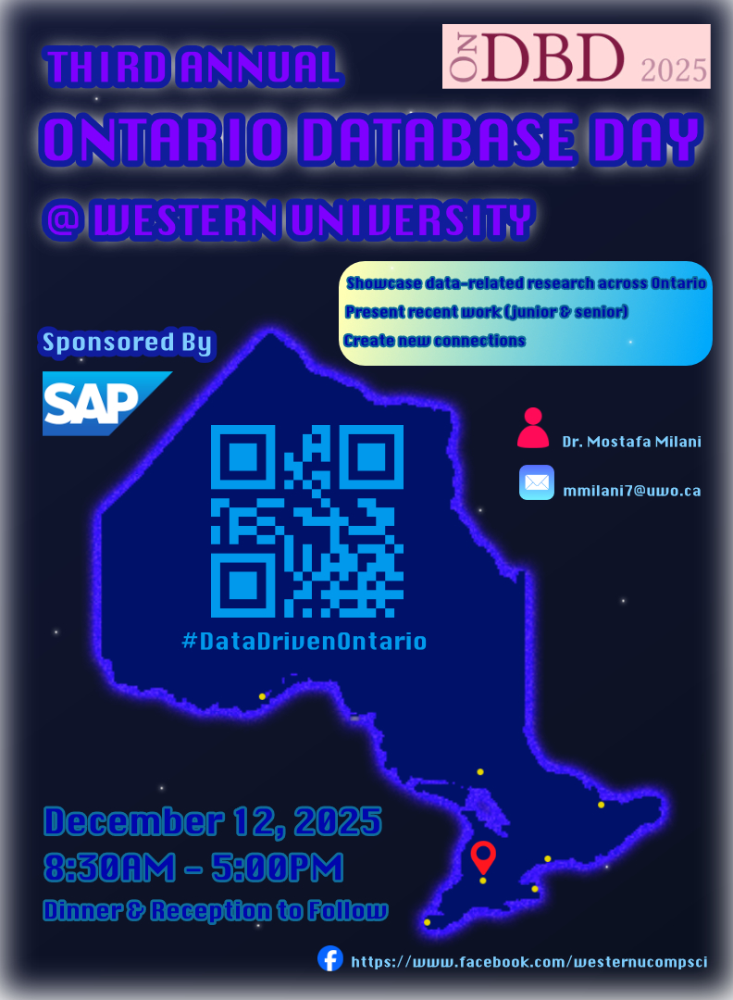 THIRD ANNUAL
ON DBD 2025
ONTARIO DATABASE DAY
@ WESTERN UNIVERSITY
Showcase data-related research across Ontario
Present recent work (junior & senior)
Create new connections
Sponsored By
SAP
Dr. Mostafa Milani
mmilani7@uwo.ca
#DataDrivenOntario
December 12, 2025
8:30AM - 5:00PM
Dinner & Reception to Follow
https://www.facebook.com/westernucompsci